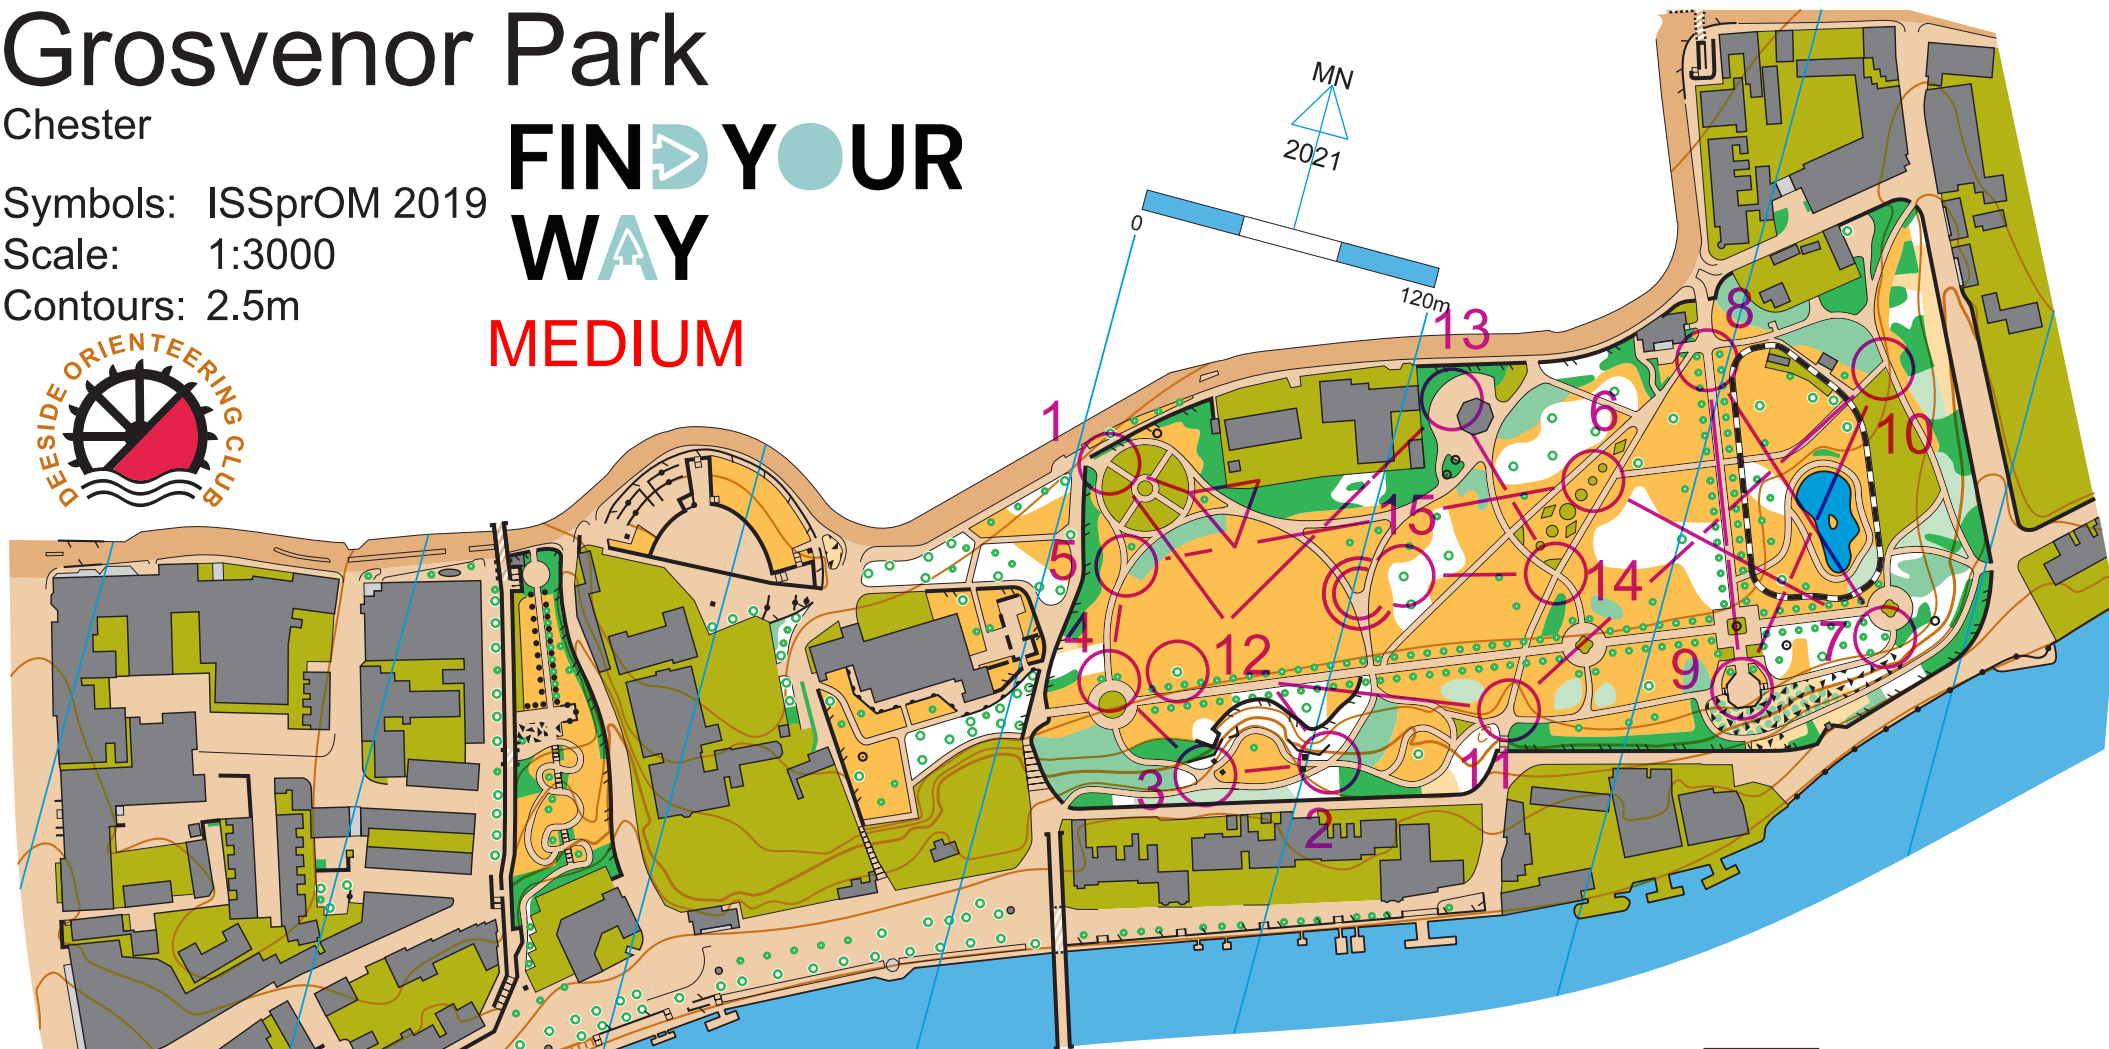 Grosvenor Park
Chester
Symbols: ISSprOM 2019
Scale: 1:3000
Contours: 2.5m
FIND YOUR
WAY
MEDIUM
DEESIDE ORIENTEERING CLUB
MN
2021
0
120m
13
8
1
6
10
15
5
14
4
12
7
9
3
11
2